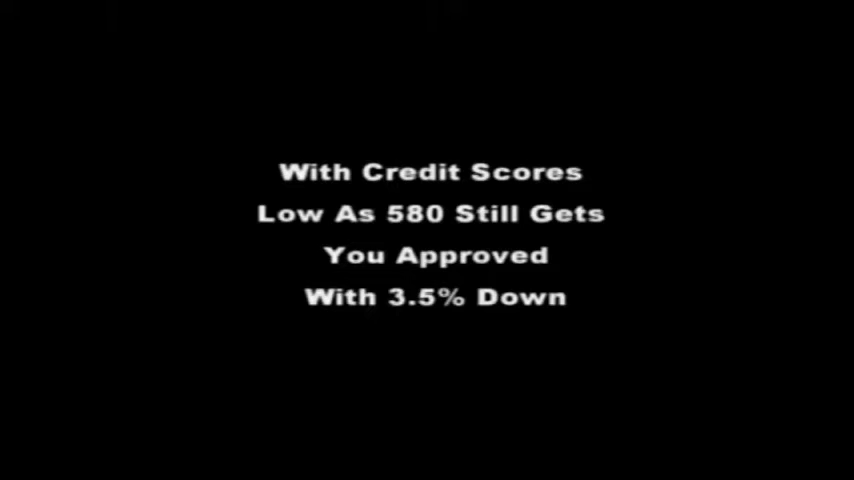 With Credit Scores
Low As 580 Still Gets
You Approved
With 3.5% Down